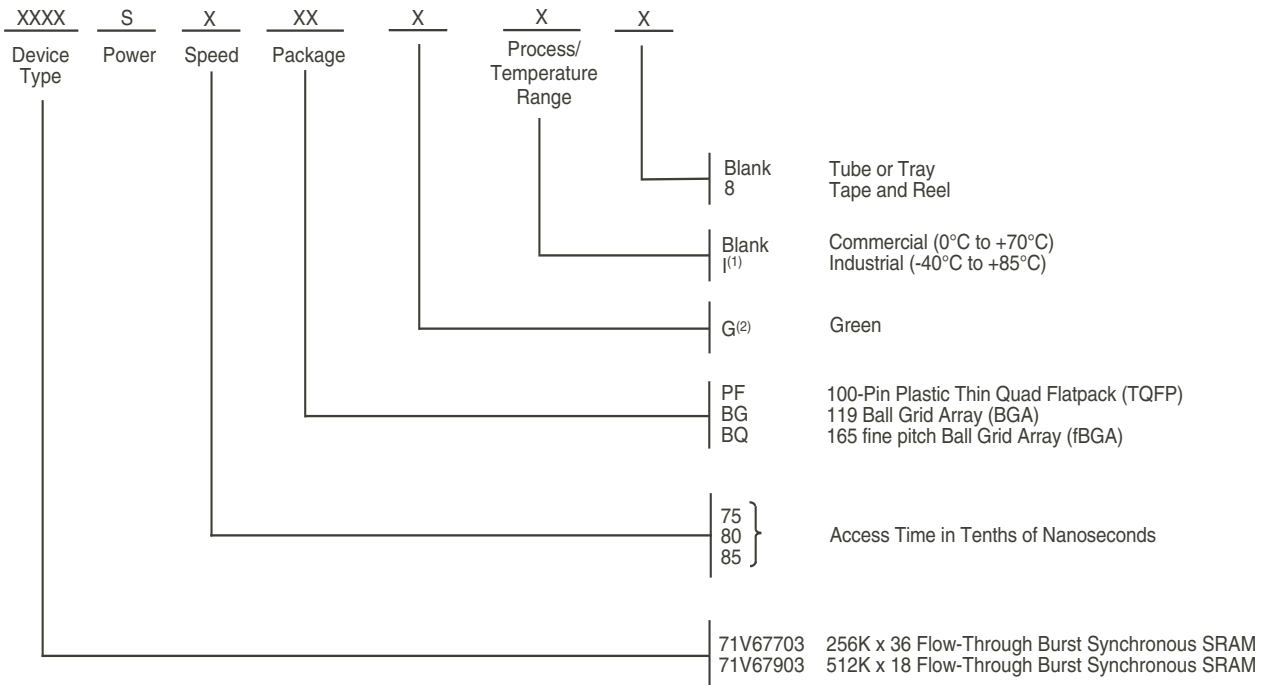 XXXX S X XX X X X
Device Type Power Speed Package Process/ Temperature Range
Blank Tube or Tray
8 Tape and Reel
Blank Commercial (0°C to +70°C)
I(1) Industrial (-40°C to +85°C)
G(2) Green
PF 100-Pin Plastic Thin Quad Flatpack (TQFP)
BG 119 Ball Grid Array (BGA)
BQ 165 fine pitch Ball Grid Array (fBGA)
75
80 Access Time in Tenths of Nanoseconds
85
71V67703 256K x 36 Flow-Through Burst Synchronous SRAM
71V67903 512K x 18 Flow-Through Burst Synchronous SRAM